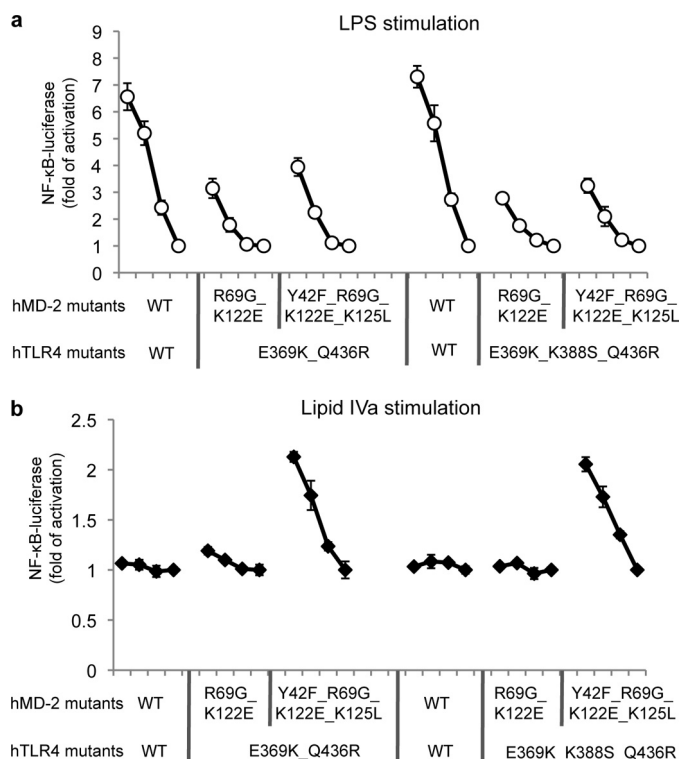 a
LPS stimulation
NF-κB-luciferase
(fold of activation)
9
8
7
6
5
4
3
2
1
0
hMD-2 mutants WT R69G_ K122E Y42F_R69G_ K122E_K125L WT R69G_ K122E Y42F_R69G_ K122E_K125L
hTLR4 mutants WT E369K_Q436R WT E369K_K388S_Q436R
b
Lipid IVa stimulation
NF-κB-luciferase
(fold of activation)
2.5
2
1.5
1
0.5
0
hMD-2 mutants WT R69G_ K122E Y42F_R69G_ K122E_K125L WT R69G_ K122E Y42F_R69G_ K122E_K125L
hTLR4 mutants WT E369K_Q436R WT E369K_K388S_Q436R